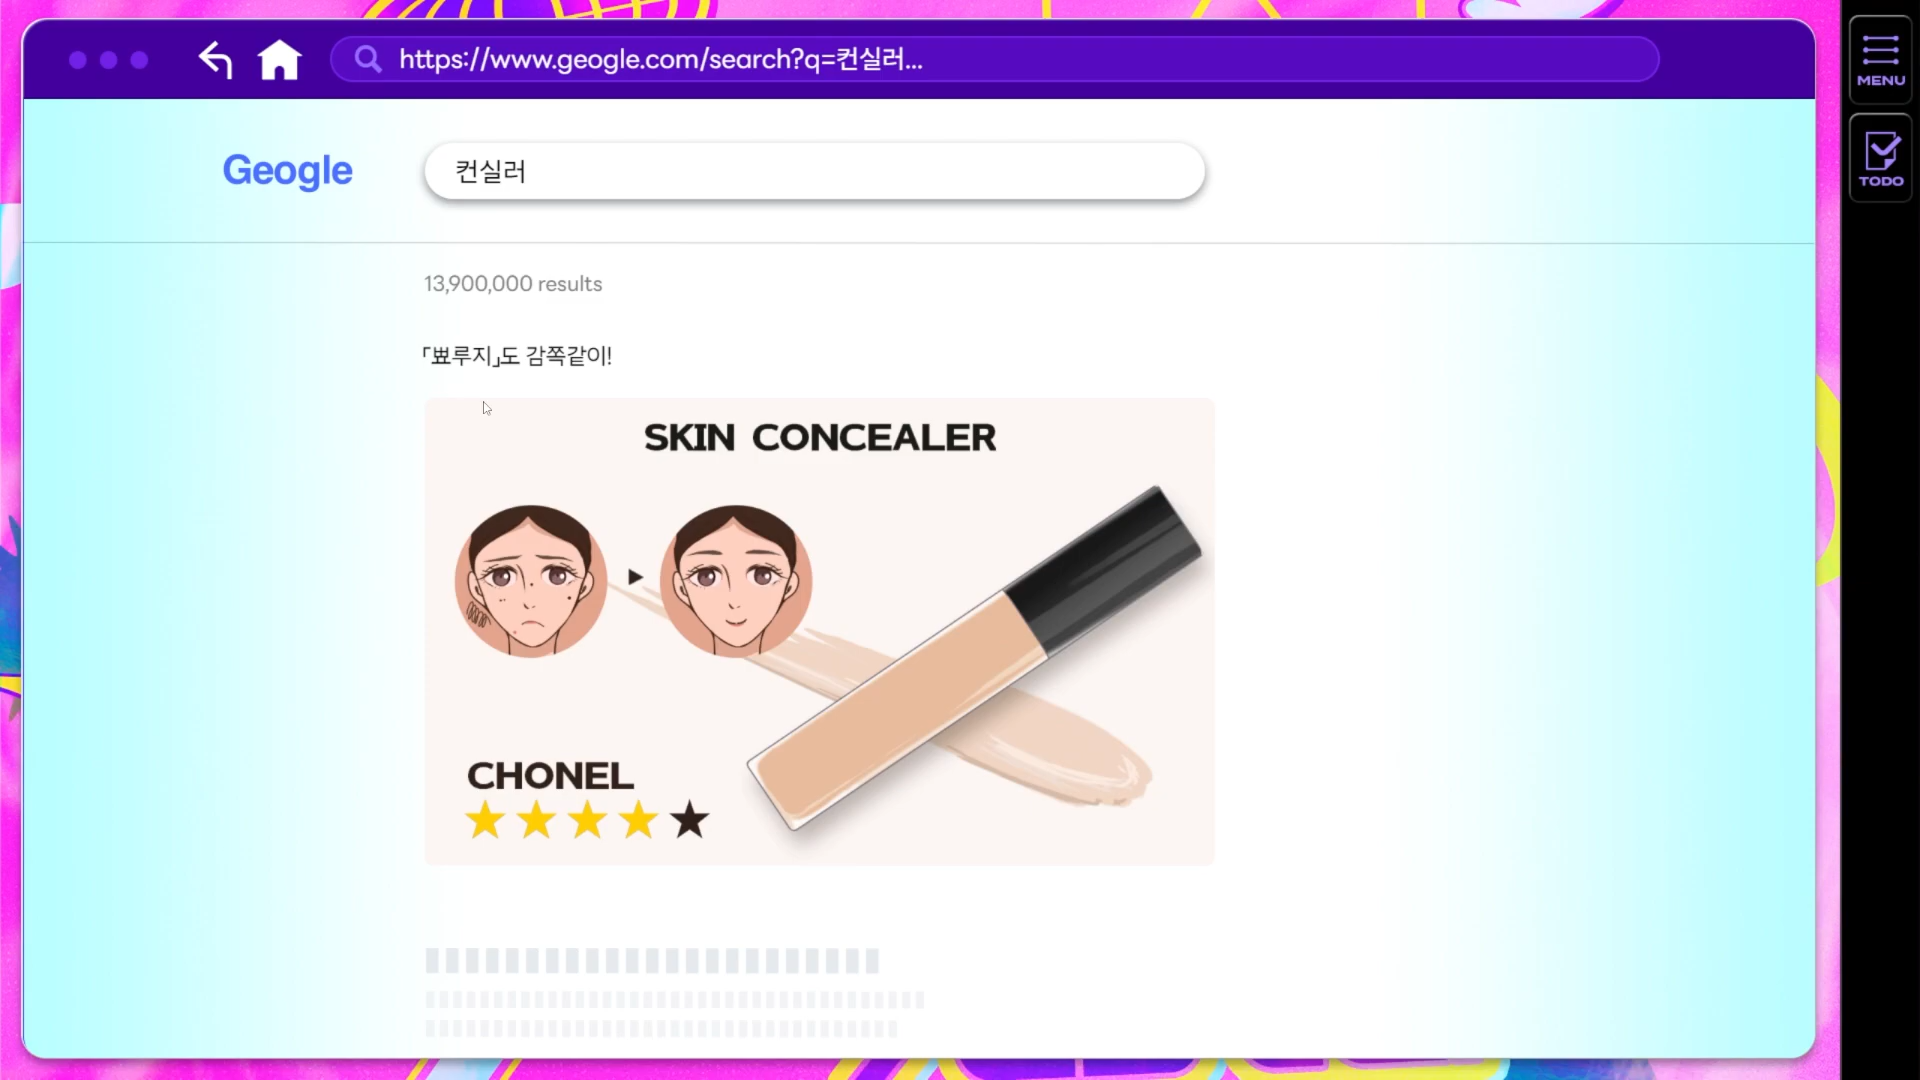 https://www.geogle.com/search?q=컨실러...
MENU
TODO
Geogle
컨실러
13,900,000 results
「뾰루지」도 감쪽같이!
SKIN CONCEALER
CHONEL